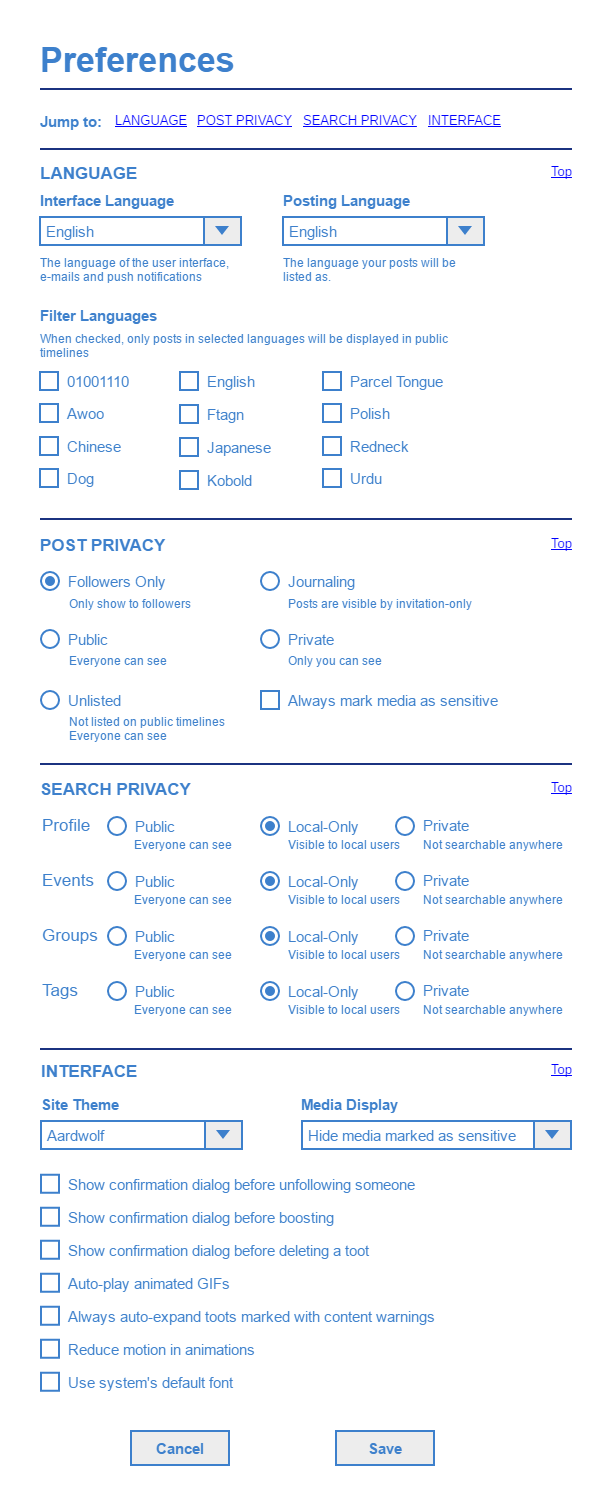 Preferences
Jump to: LANGUAGE POST PRIVACY SEARCH PRIVACY INTERFACE
LANGUAGE Top
Interface Language Posting Language
English English
The language of the user interface, The language your posts will be
e-mails and push notifications listed as.
Filter Languages
When checked, only posts in selected languages will be displayed in public
timelines
01001110 English Parcel Tongue
Awoo Ftagn Polish
Chinese Japanese Redneck
Dog Kobold Urdu
POST PRIVACY Top
Followers Only Journaling
Only show to followers Posts are visible by invitation-only
Public Private
Everyone can see Only you can see
Unlisted Always mark media as sensitive
Not listed on public timelines
Everyone can see
SEARCH PRIVACY Top
Profile Public Local-Only Private
Everyone can see Visible to local users Not searchable anywhere
Events Public Local-Only Private
Everyone can see Visible to local users Not searchable anywhere
Groups Public Local-Only Private
Everyone can see Visible to local users Not searchable anywhere
Tags Public Local-Only Private
Everyone can see Visible to local users Not searchable anywhere
INTERFACE Top
Site Theme Media Display
Aardwolf Hide media marked as sensitive
Show confirmation dialog before unfollowing someone
Show confirmation dialog before boosting
Show confirmation dialog before deleting a toot
Auto-play animated GIFs
Always auto-expand toots marked with content warnings
Reduce motion in animations
Use system's default font
Cancel Save